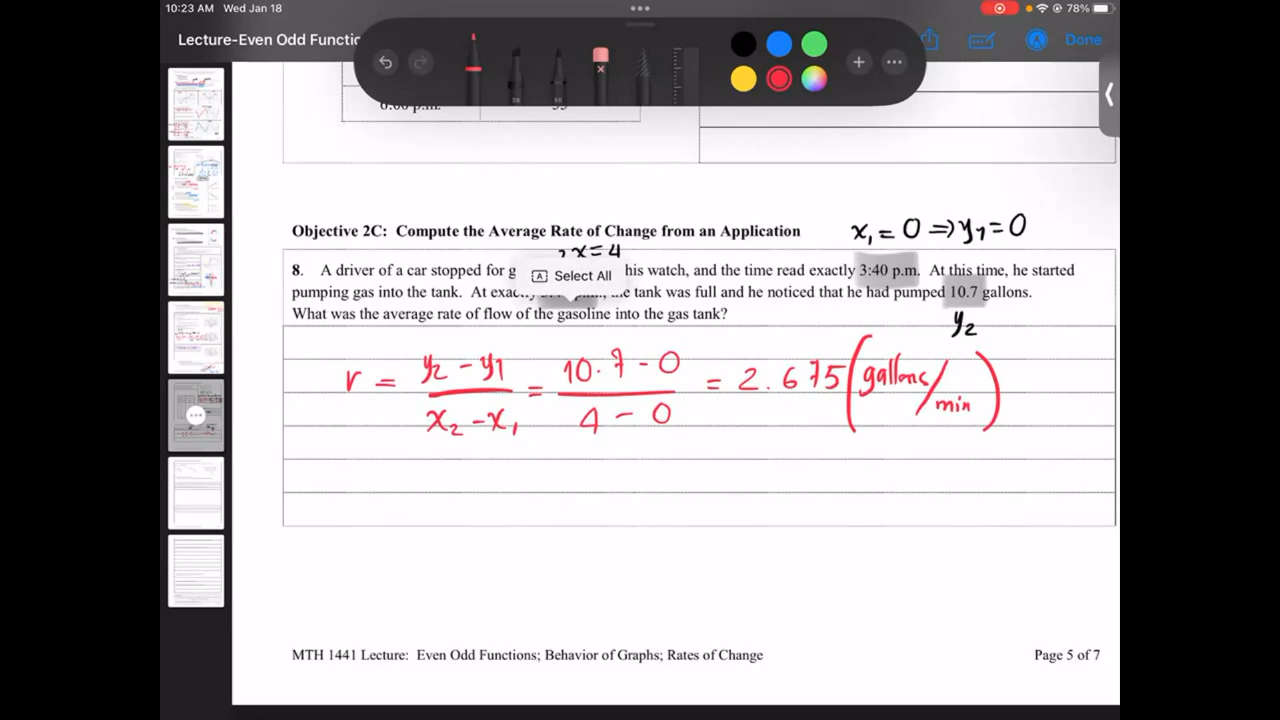 10:23 AM Wed Jan 18
78%
Lecture-Even Odd Functio
Done
6:00 p.m. 55
Objective 2C: Compute the Average Rate of Change from an Application
x₁ = 0 ⇒ y₁ = 0
x = 4
Select All
8. A driver of a car stopped for g his watch, and the time read exactly 3:40 p.m. At this time, he started
pumping gas into the tank. At exactly the tank was full and he noticed that he had pumped 10.7 gallons.
What was the average rate of flow of the gasoline into the gas tank?
y₂
r = (y₂ - y₁)/(x₂ - x₁) = (10.7 - 0)/(4 - 0) = 2.675 (gallons/min)
MTH 1441 Lecture: Even Odd Functions; Behavior of Graphs; Rates of Change
Page 5 of 7